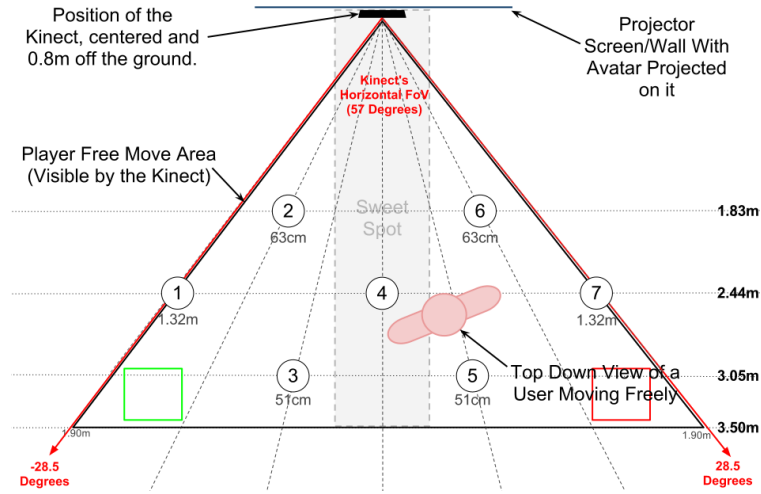 Position of the
Kinect, centered and
0.8m off the ground.
Projector
Screen/Wall With
Avatar Projected
on it
Kinect's
Horizontal FoV
(57 Degrees)
Player Free Move Area
(Visible by the Kinect)
Sweet
Spot
2
63cm
6
63cm
1.83m
1
1.32m
4
7
1.32m
2.44m
3
51cm
5
51cm
Top Down View of a
User Moving Freely
3.05m
3.50m
1.90m
1.90m
-28.5
Degrees
28.5
Degrees